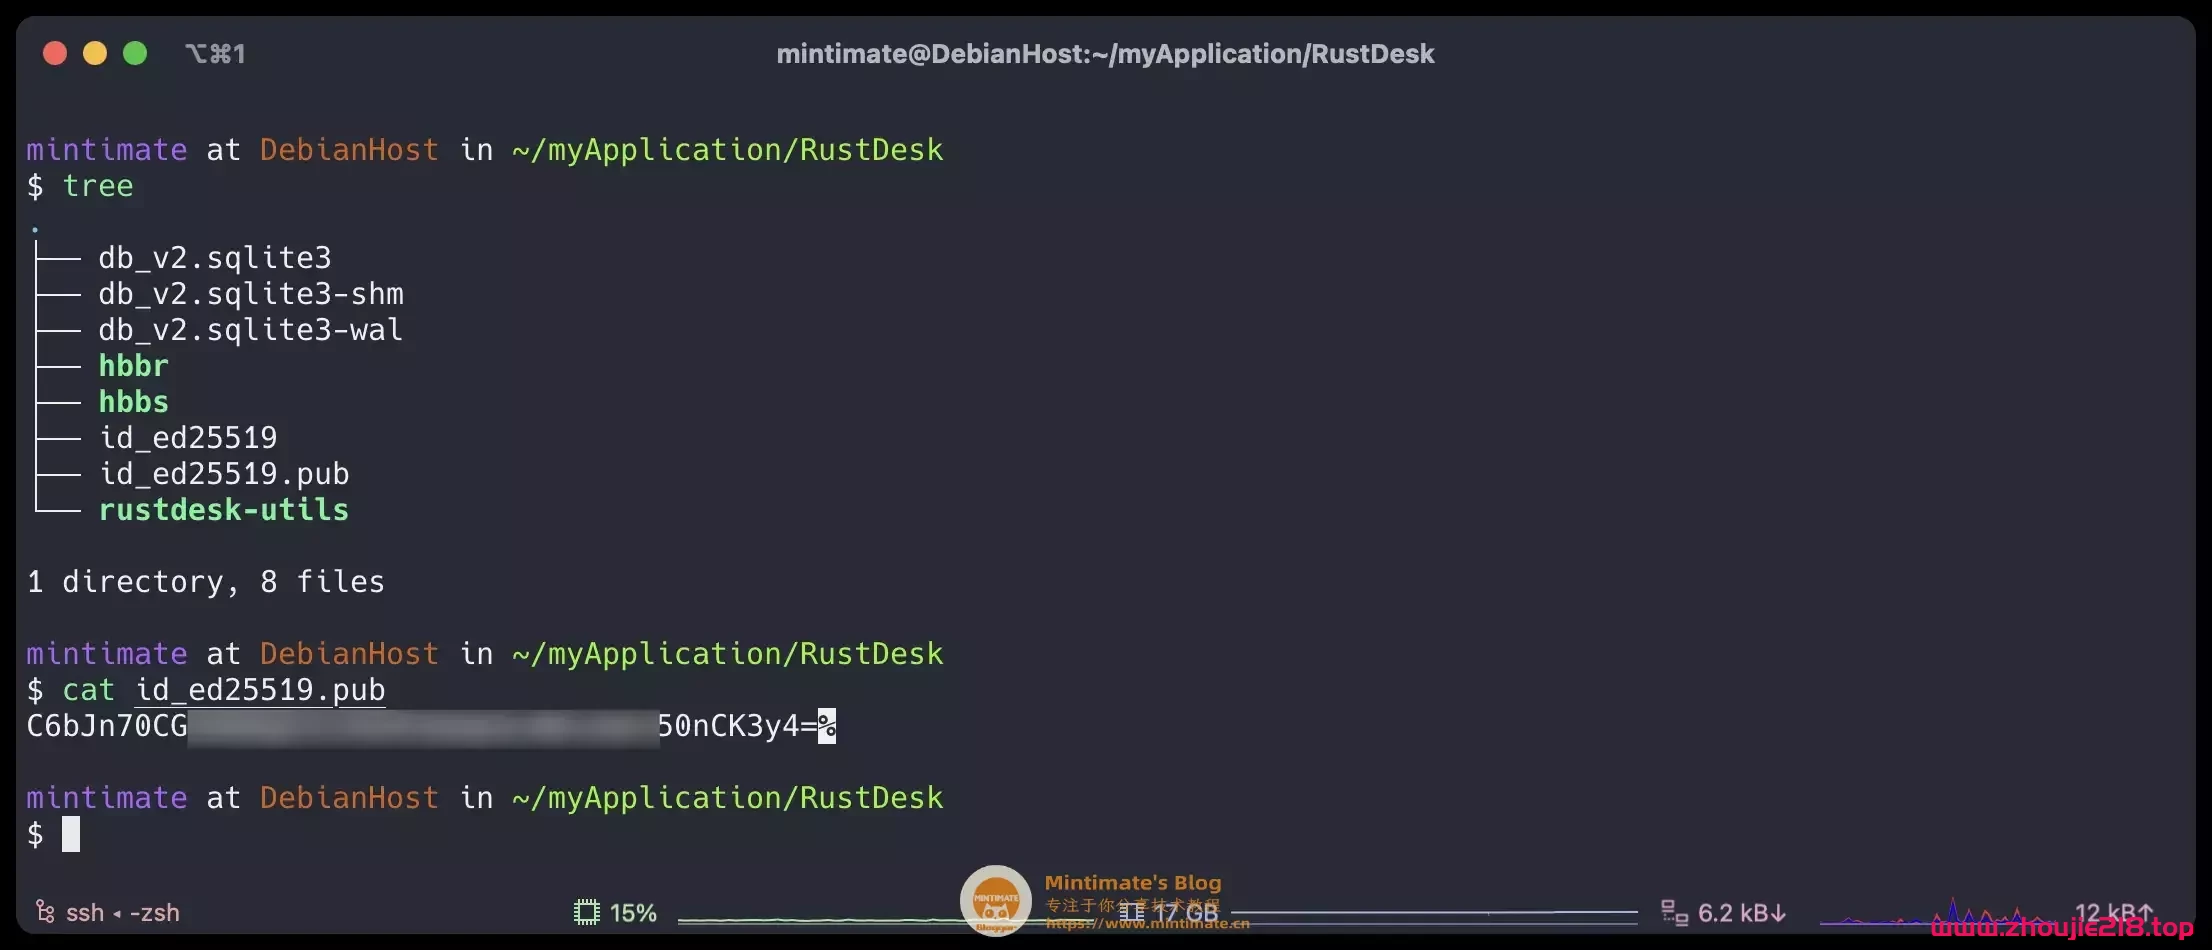 ⌥⌘1
mintimate@DebianHost:~/myApplication/RustDesk
mintimate at DebianHost in ~/myApplication/RustDesk
$ tree
.
├── db_v2.sqlite3
├── db_v2.sqlite3-shm
├── db_v2.sqlite3-wal
├── hbbr
├── hbbs
├── id_ed25519
├── id_ed25519.pub
└── rustdesk-utils
1 directory, 8 files
mintimate at DebianHost in ~/myApplication/RustDesk
$ cat id_ed25519.pub
C6bJn70CG 50nCK3y4=%
mintimate at DebianHost in ~/myApplication/RustDesk
$
ssh ◂ -zsh
15%
17 GB
6.2 kB↓
12 kB↑
MINTIMATE
Blogger
Mintimate's Blog
专注于你分享技术教程
https://www.mintimate.cn
www.zhoujie218.top